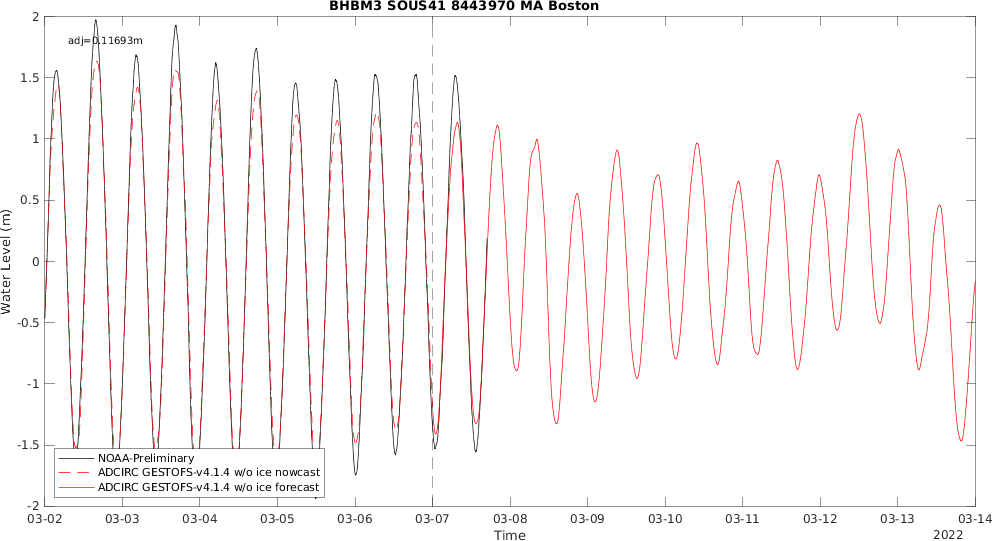 BHBM3 SOUS41 8443970 MA Boston
adj=0.11693m
2
1.5
1
0.5
0
-0.5
-1
-1.5
-2
Water Level (m)
NOAA-Preliminary
ADCIRC GESTOFS-v4.1.4 w/o ice nowcast
ADCIRC GESTOFS-v4.1.4 w/o ice forecast
03-02 03-03 03-04 03-05 03-06 03-07 03-08 03-09 03-10 03-11 03-12 03-13 03-14
Time
2022